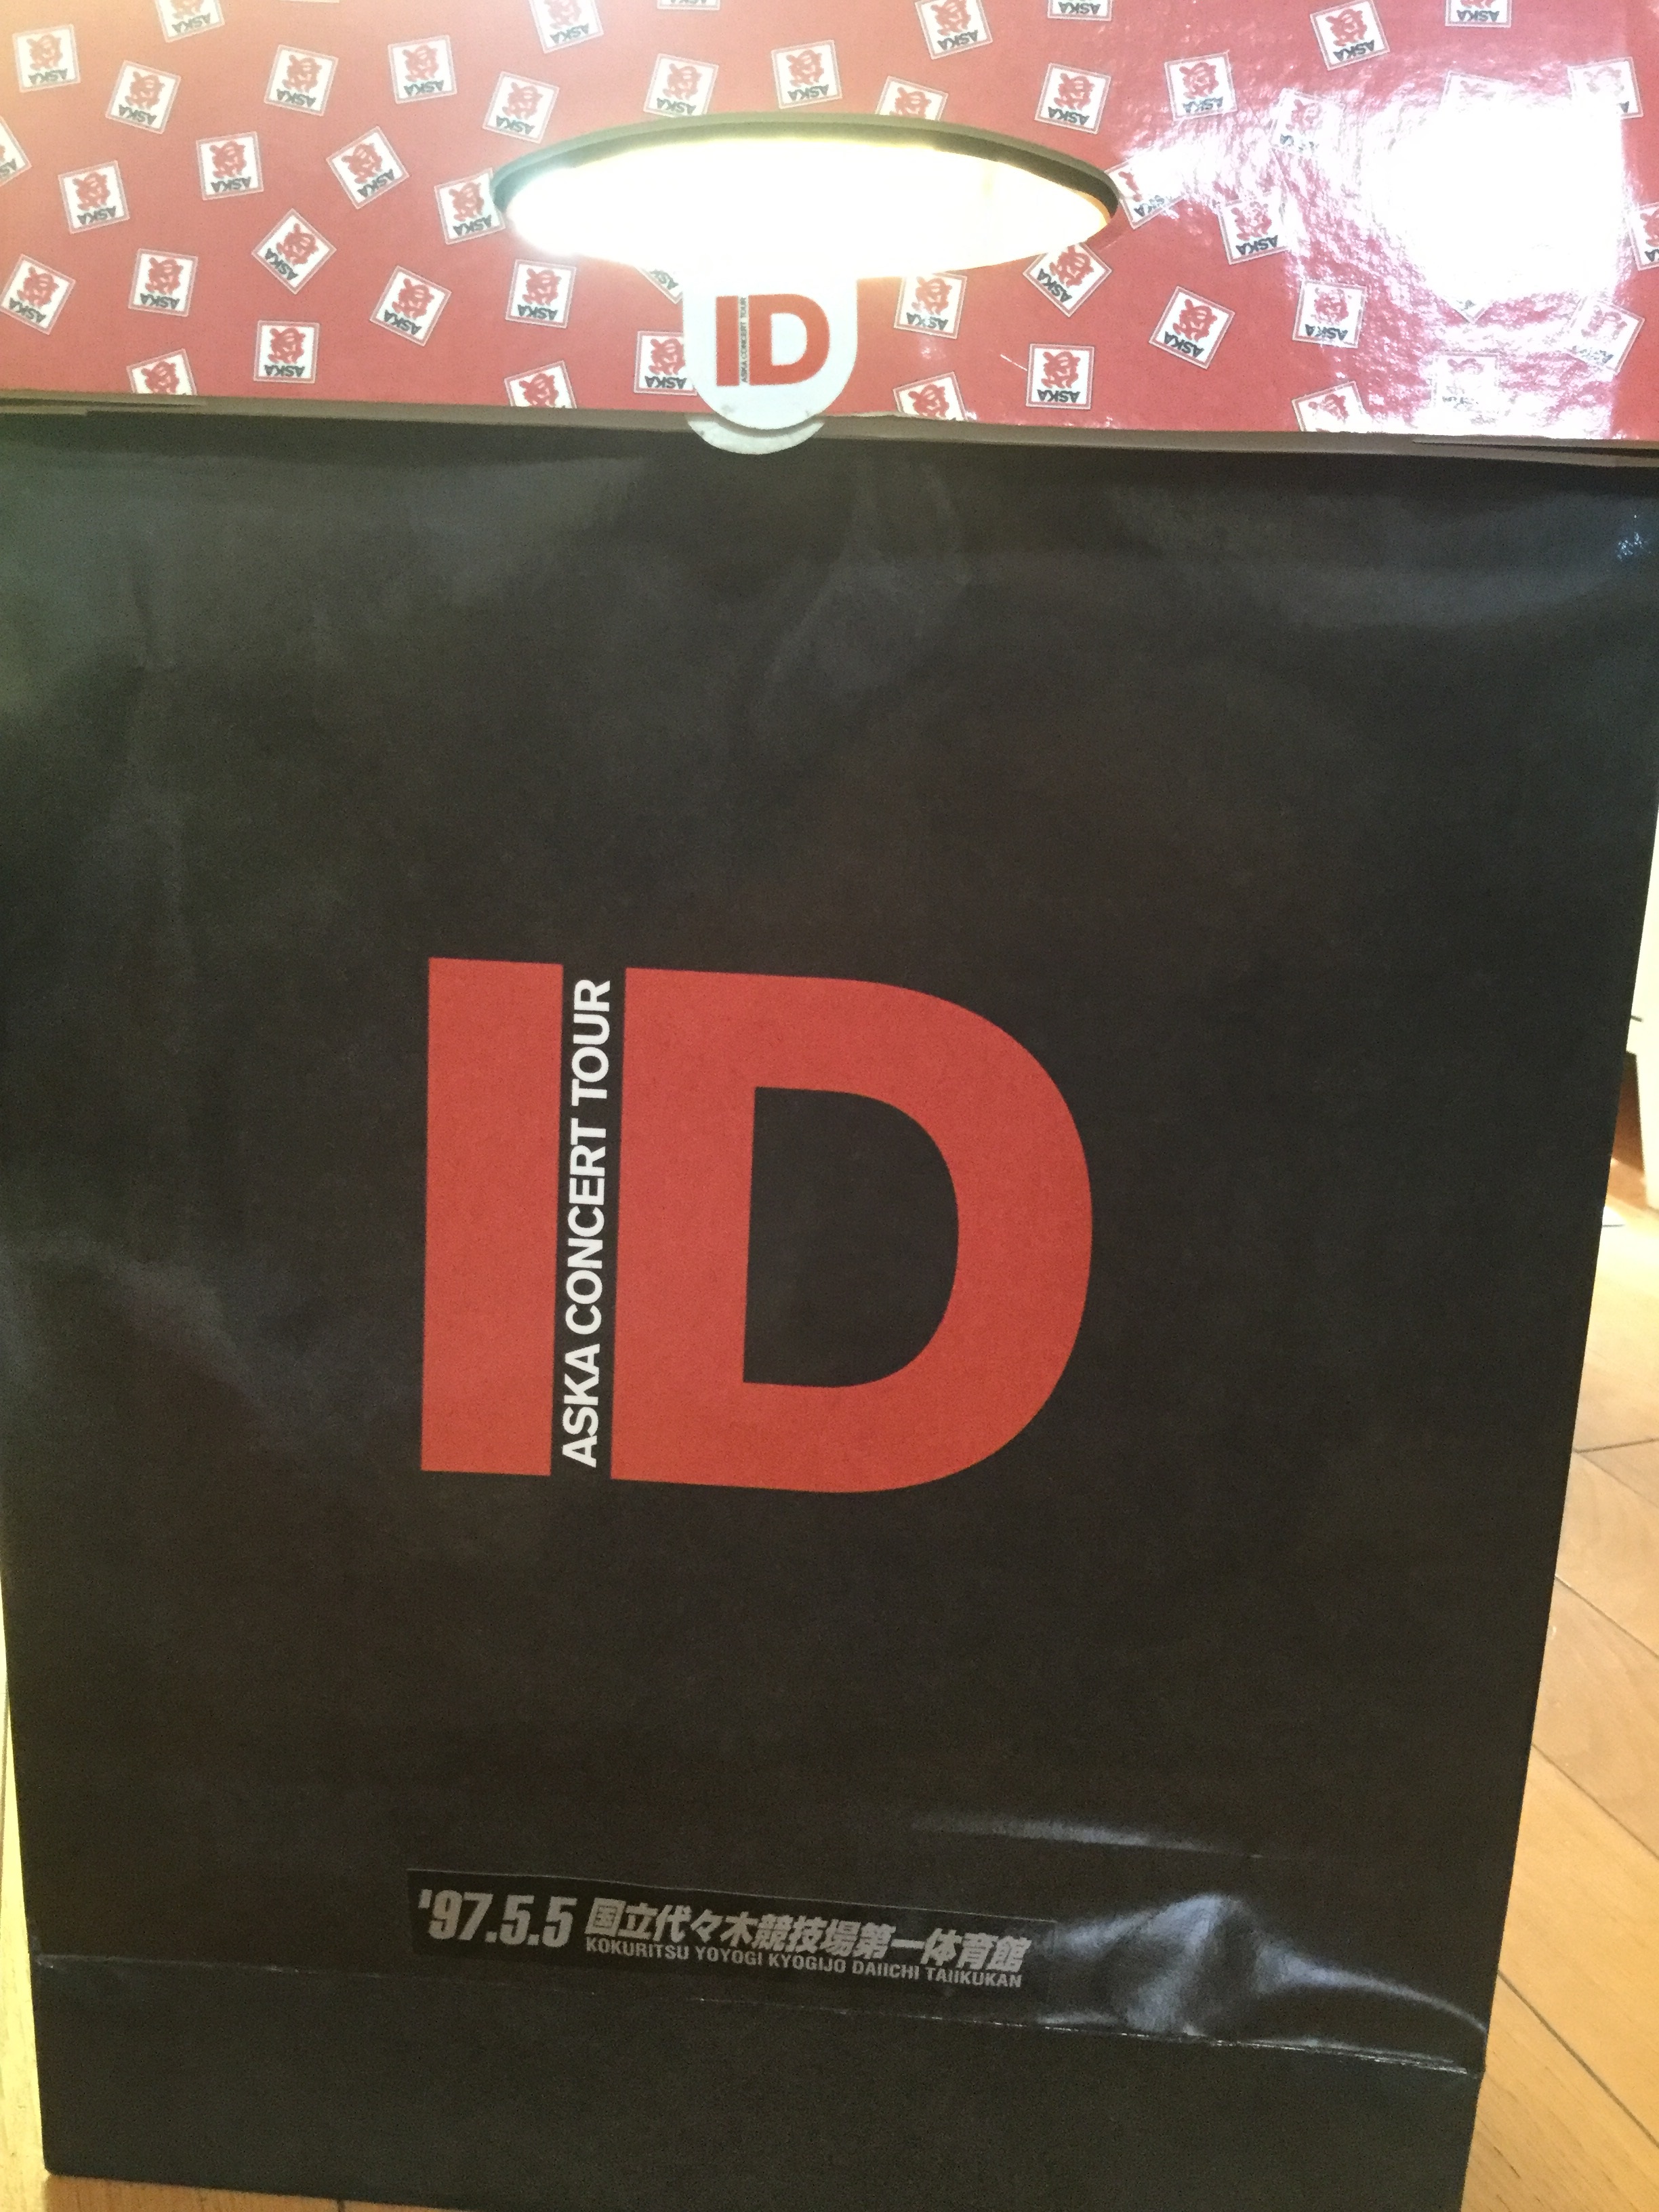 ID
ASKA CONCERT TOUR
ID
ASKA CONCERT TOUR
'97.5.5 国立代々木競技場第一体育館
KOKURITSU YOYOGI KYOGIJO DAIICHI TAIIKUKAN
ASKA